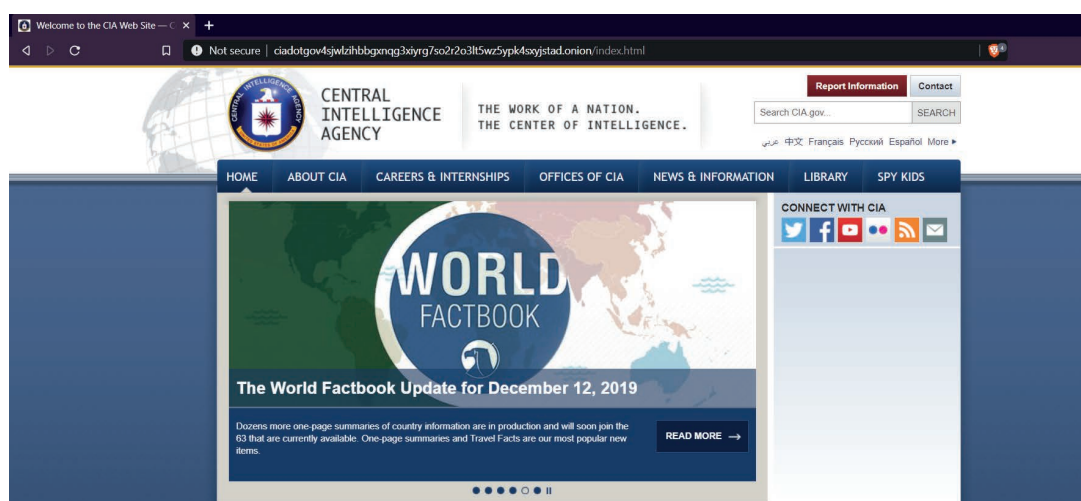 Welcome to the CIA Web Site — C
Not secure | ciadotgov4sjwlzihbbgxnqg3xiyrg7so2r2o3lt5wz5ypk4sxyjstad.onion/index.html
CENTRAL
INTELLIGENCE
AGENCY
THE WORK OF A NATION.
THE CENTER OF INTELLIGENCE.
Report Information
Contact
Search CIA.gov...
SEARCH
عربي 中文 Français Русский Español More
HOME ABOUT CIA CAREERS & INTERNSHIPS OFFICES OF CIA NEWS & INFORMATION LIBRARY SPY KIDS
WORLD
FACTBOOK
The World Factbook Update for December 12, 2019
Dozens more one-page summaries of country information are in production and will soon join the
63 that are currently available. One-page summaries and Travel Facts are our most popular new
items.
READ MORE →
CONNECT WITH CIA